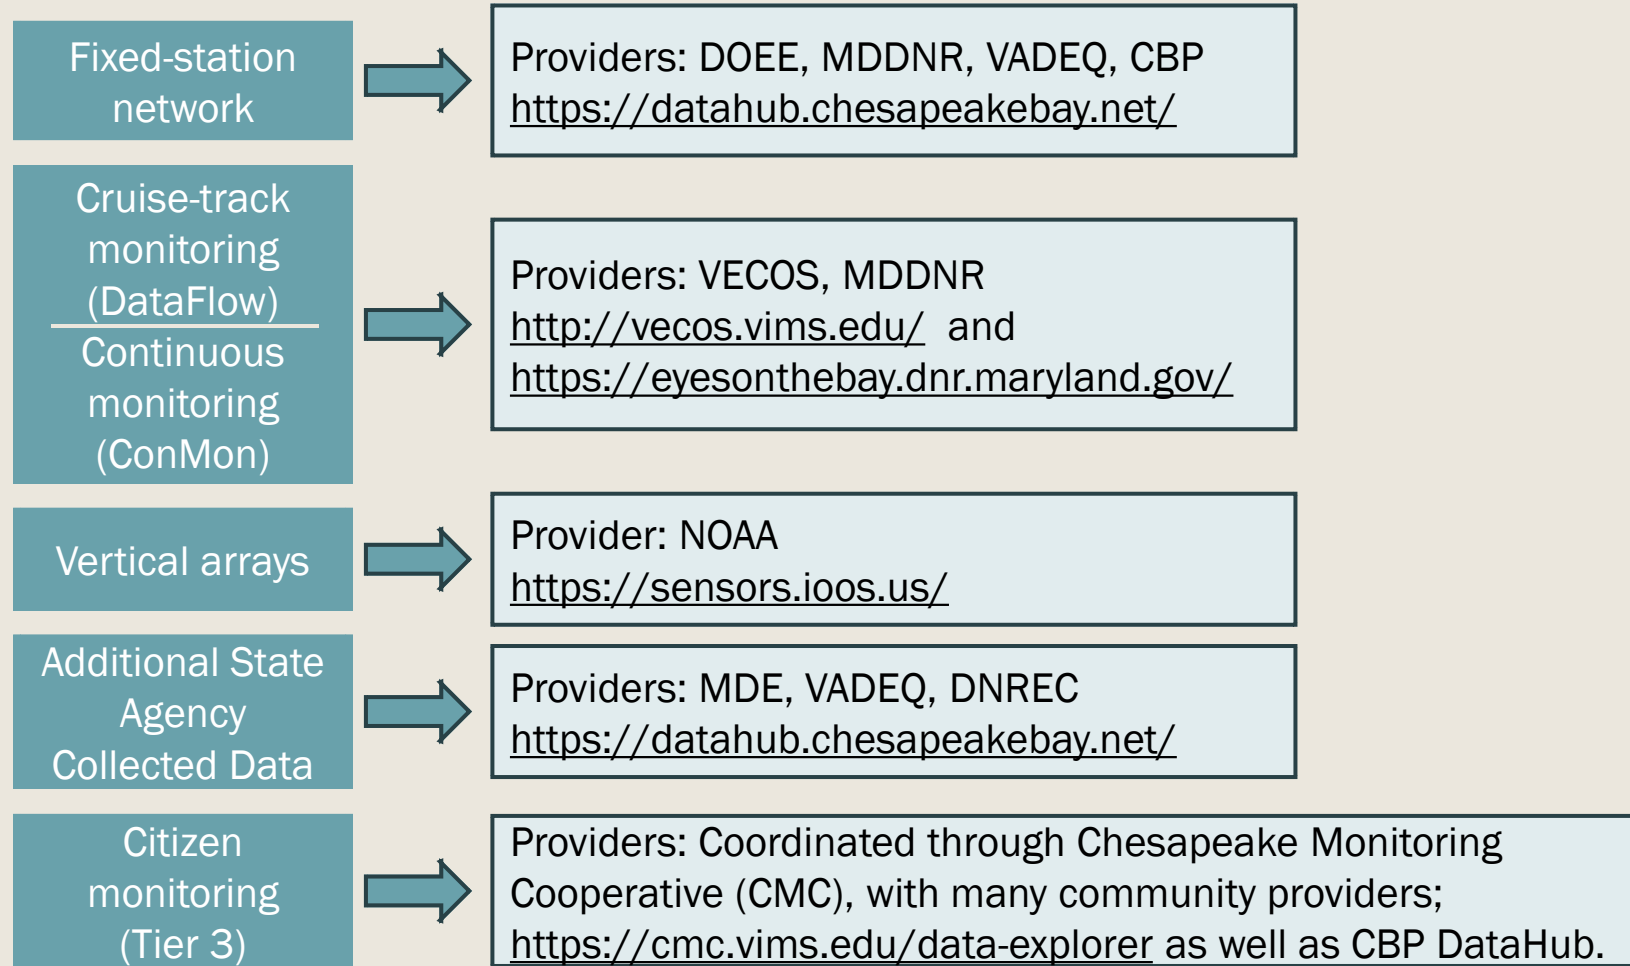 Fixed-station
network
Providers: DOEE, MDDNR, VADEQ, CBP
https://datahub.chesapeakebay.net/
Cruise-track
monitoring
(DataFlow)
Continuous
monitoring
(ConMon)
Providers: VECOS, MDDNR
http://vecos.vims.edu/ and
https://eyesonthebay.dnr.maryland.gov/
Vertical arrays
Provider: NOAA
https://sensors.ioos.us/
Additional State
Agency
Collected Data
Providers: MDE, VADEQ, DNREC
https://datahub.chesapeakebay.net/
Citizen
monitoring
(Tier 3)
Providers: Coordinated through Chesapeake Monitoring
Cooperative (CMC), with many community providers;
https://cmc.vims.edu/data-explorer as well as CBP DataHub.